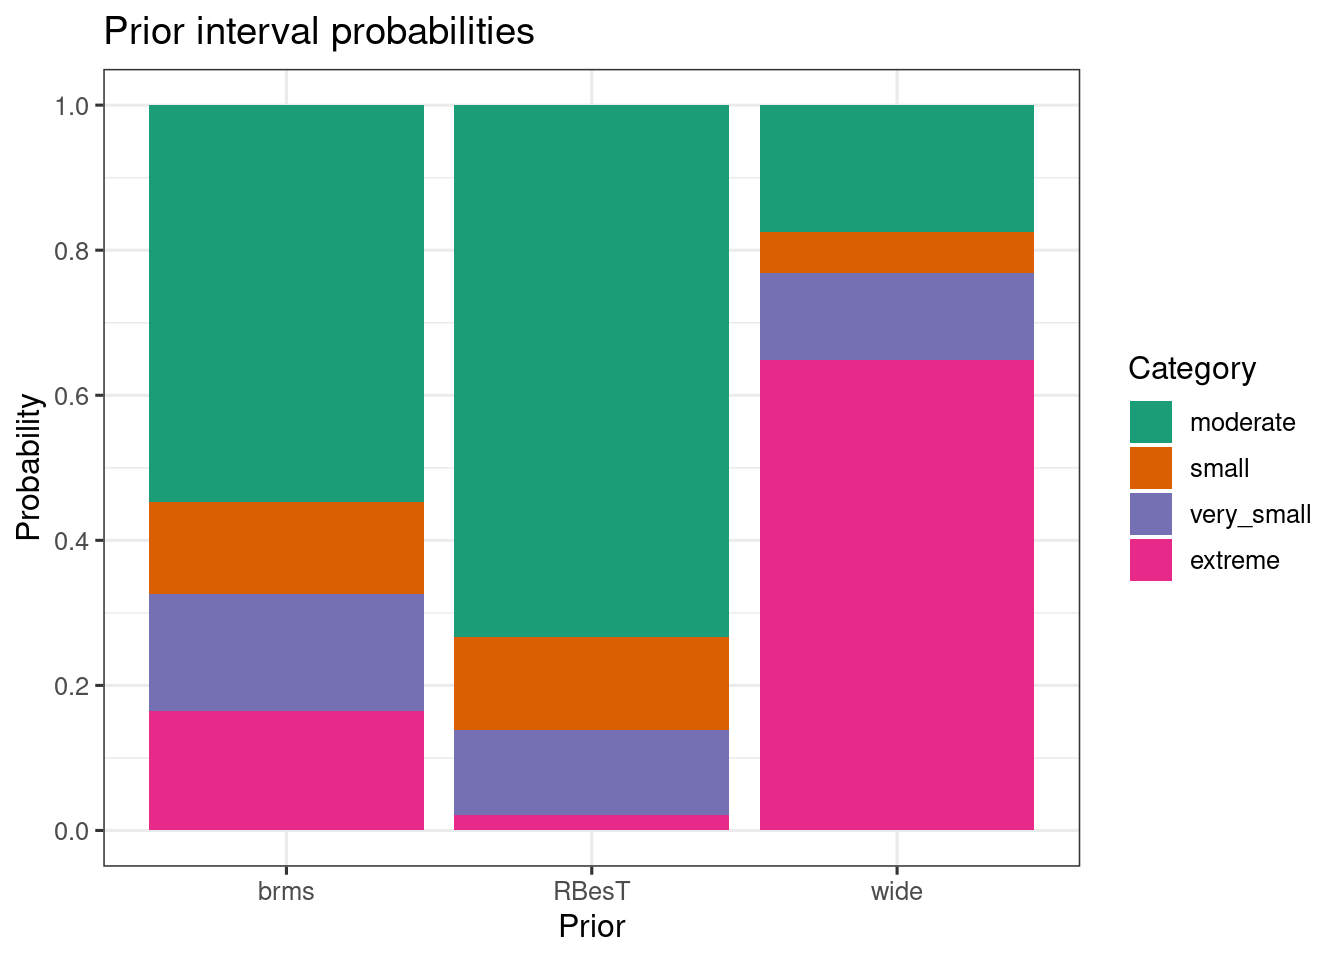 Prior interval probabilities
1.0
0.8
0.6
0.4
0.2
0.0
Probability
brms RBesT wide
Prior
Category
moderate
small
very_small
extreme